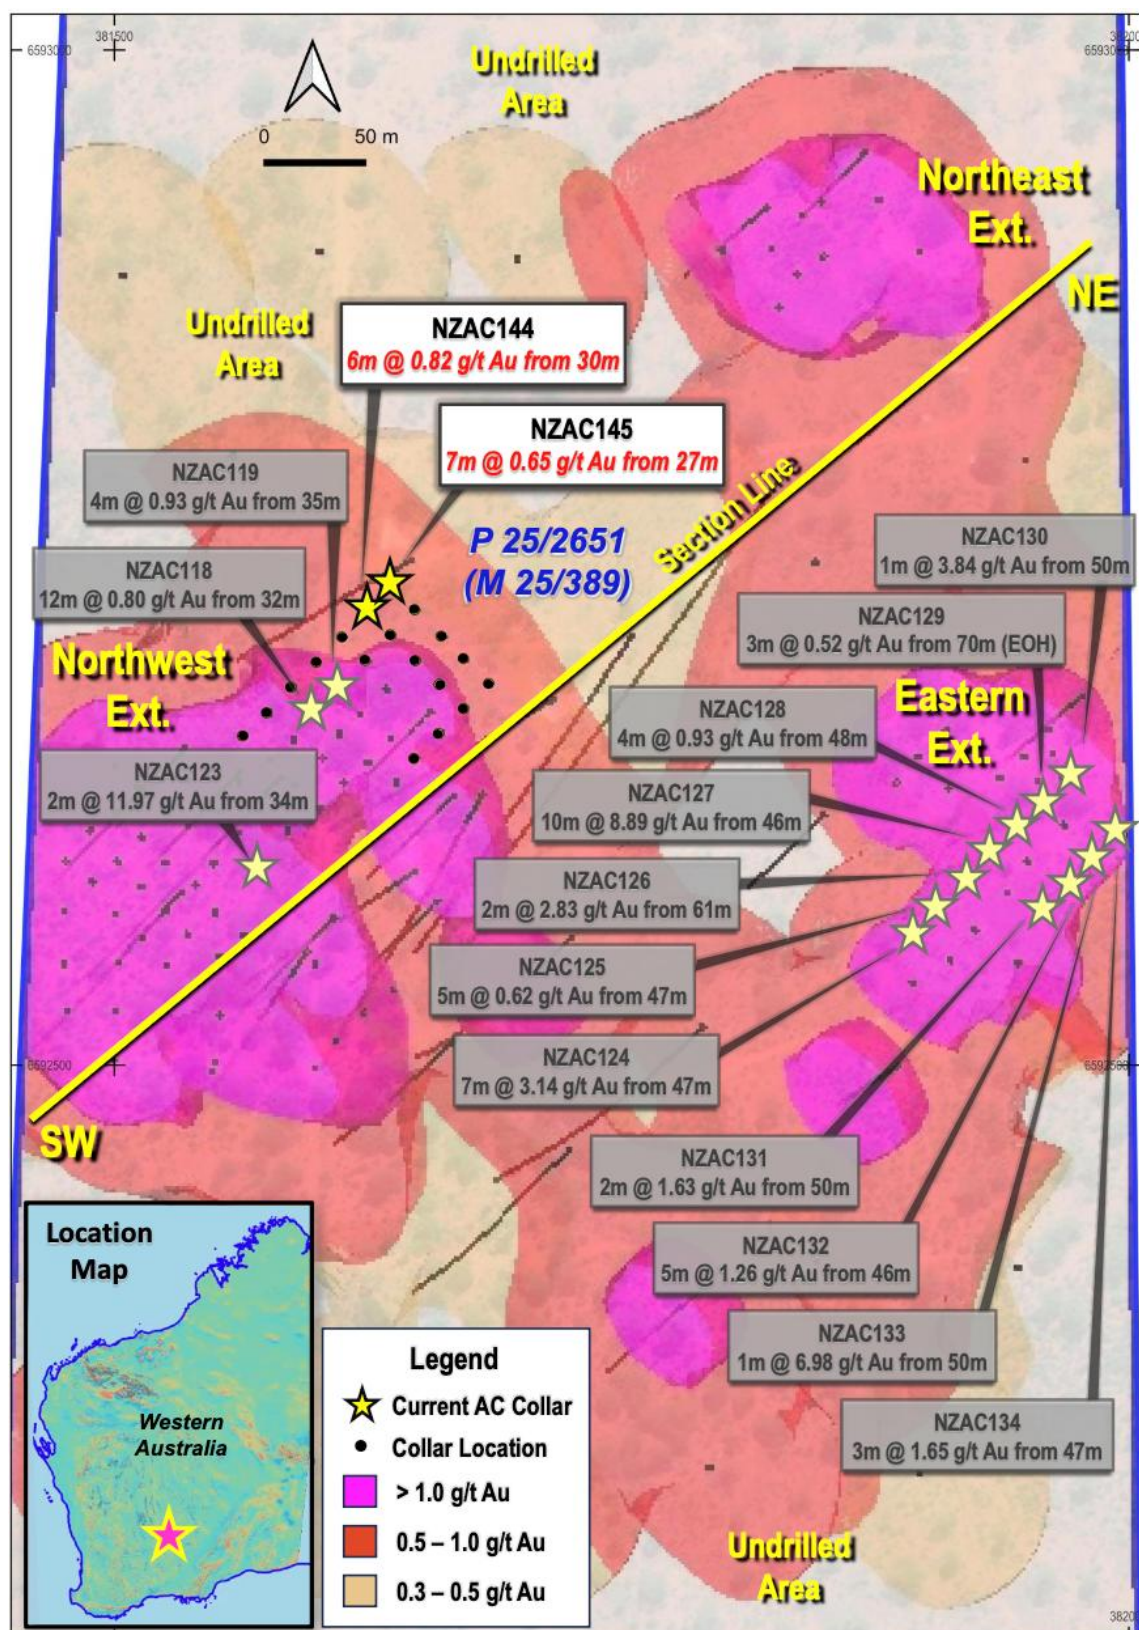 381500
382000
6593000
6593000
Undrilled
Area
0
50 m
Northeast
Ext.
NE
NZAC144
6m @ 0.82 g/t Au from 30m
Undrilled
Area
NZAC145
7m @ 0.65 g/t Au from 27m
NZAC119
4m @ 0.93 g/t Au from 35m
Section Line
P 25/2651
(M 25/389)
NZAC130
1m @ 3.84 g/t Au from 50m
NZAC118
12m @ 0.80 g/t Au from 32m
NZAC129
3m @ 0.52 g/t Au from 70m (EOH)
Northwest
Ext.
Eastern
Ext.
NZAC128
4m @ 0.93 g/t Au from 48m
NZAC123
2m @ 11.97 g/t Au from 34m
NZAC127
10m @ 8.89 g/t Au from 46m
NZAC126
2m @ 2.83 g/t Au from 61m
NZAC125
5m @ 0.62 g/t Au from 47m
NZAC124
7m @ 3.14 g/t Au from 47m
6592500
6592500
SW
NZAC131
2m @ 1.63 g/t Au from 50m
NZAC132
5m @ 1.26 g/t Au from 46m
NZAC133
1m @ 6.98 g/t Au from 50m
NZAC134
3m @ 1.65 g/t Au from 47m
Location
Map
Western
Australia
Legend
Current AC Collar
Collar Location
> 1.0 g/t Au
0.5 – 1.0 g/t Au
0.3 – 0.5 g/t Au
Undrilled
Area